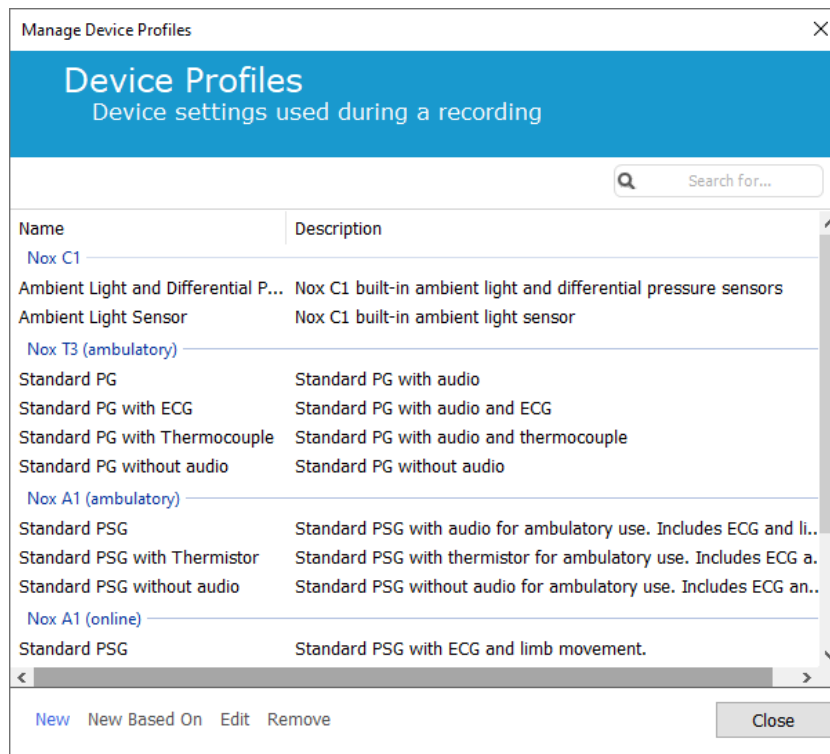 Manage Device Profiles
Device Profiles
Device settings used during a recording
Search for...
Name Description
Nox C1
Ambient Light and Differential P... Nox C1 built-in ambient light and differential pressure sensors
Ambient Light Sensor Nox C1 built-in ambient light sensor
Nox T3 (ambulatory)
Standard PG Standard PG with audio
Standard PG with ECG Standard PG with audio and ECG
Standard PG with Thermocouple Standard PG with audio and thermocouple
Standard PG without audio Standard PG without audio
Nox A1 (ambulatory)
Standard PSG Standard PSG with audio for ambulatory use. Includes ECG and li..
Standard PSG with Thermistor Standard PSG with thermistor for ambulatory use. Includes ECG a.
Standard PSG without audio Standard PSG without audio for ambulatory use. Includes ECG an..
Nox A1 (online)
Standard PSG Standard PSG with ECG and limb movement.
New New Based On Edit Remove Close